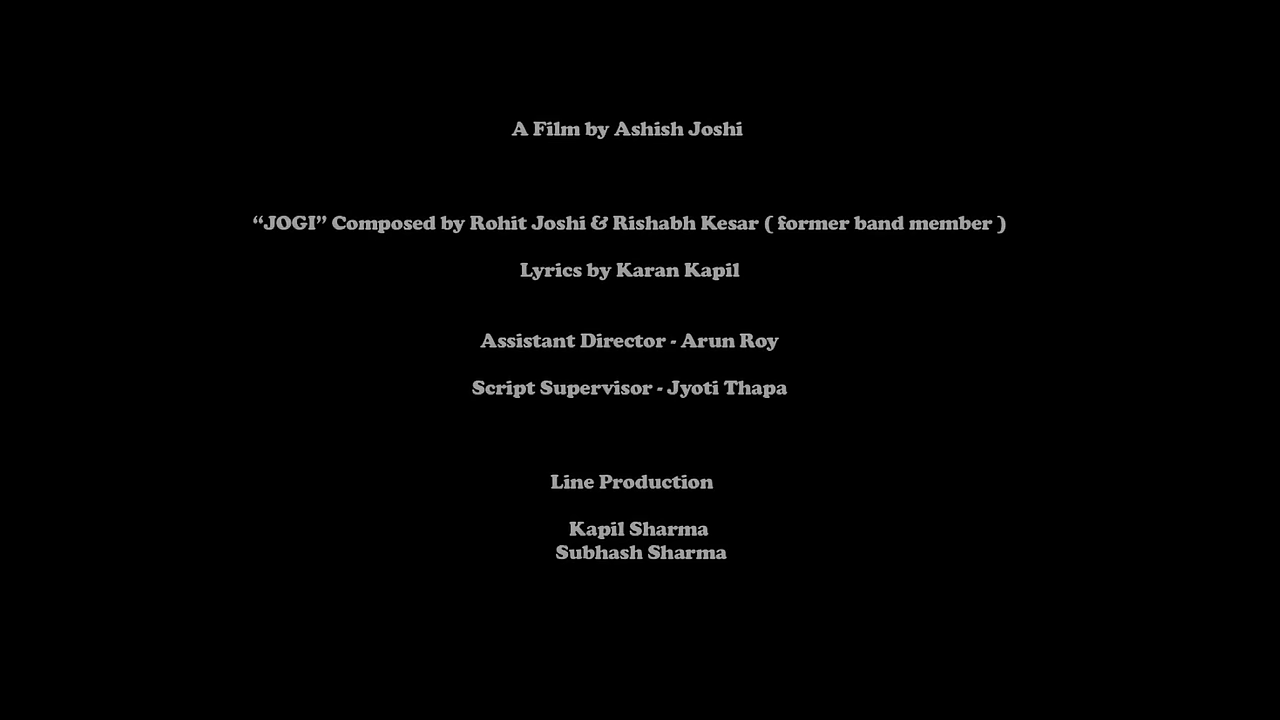 A Film by Ashish Joshi
“JOGI” Composed by Rohit Joshi & Rishabh Kesar ( former band member )
Lyrics by Karan Kapil
Assistant Director - Arun Roy
Script Supervisor - Jyoti Thapa
Line Production
Kapil Sharma
Subhash Sharma